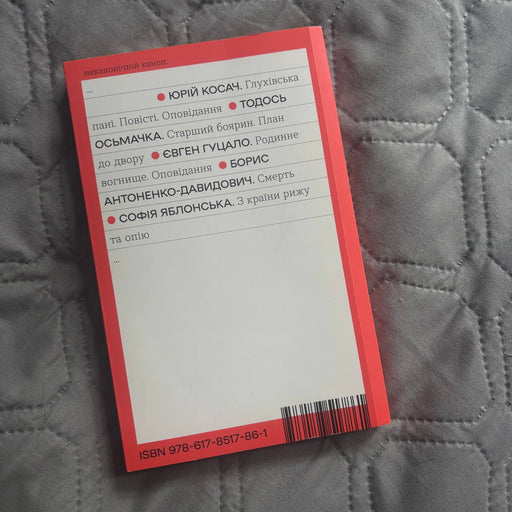 неканонічний канон:
...
● ЮРІЙ КОСАЧ. Глухівська
пані. Повісті. Оповідання ● ТОДОСЬ
ОСЬМАЧКА. Старший боярин. План
до двору ● ЄВГЕН ГУЦАЛО. Родинне
вогнище. Оповідання ● БОРИС
АНТОНЕНКО-ДАВИДОВИЧ. Смерть
● СОФІЯ ЯБЛОНСЬКА. З країни рижу
та опію
...
ISBN 978-617-8517-86-1